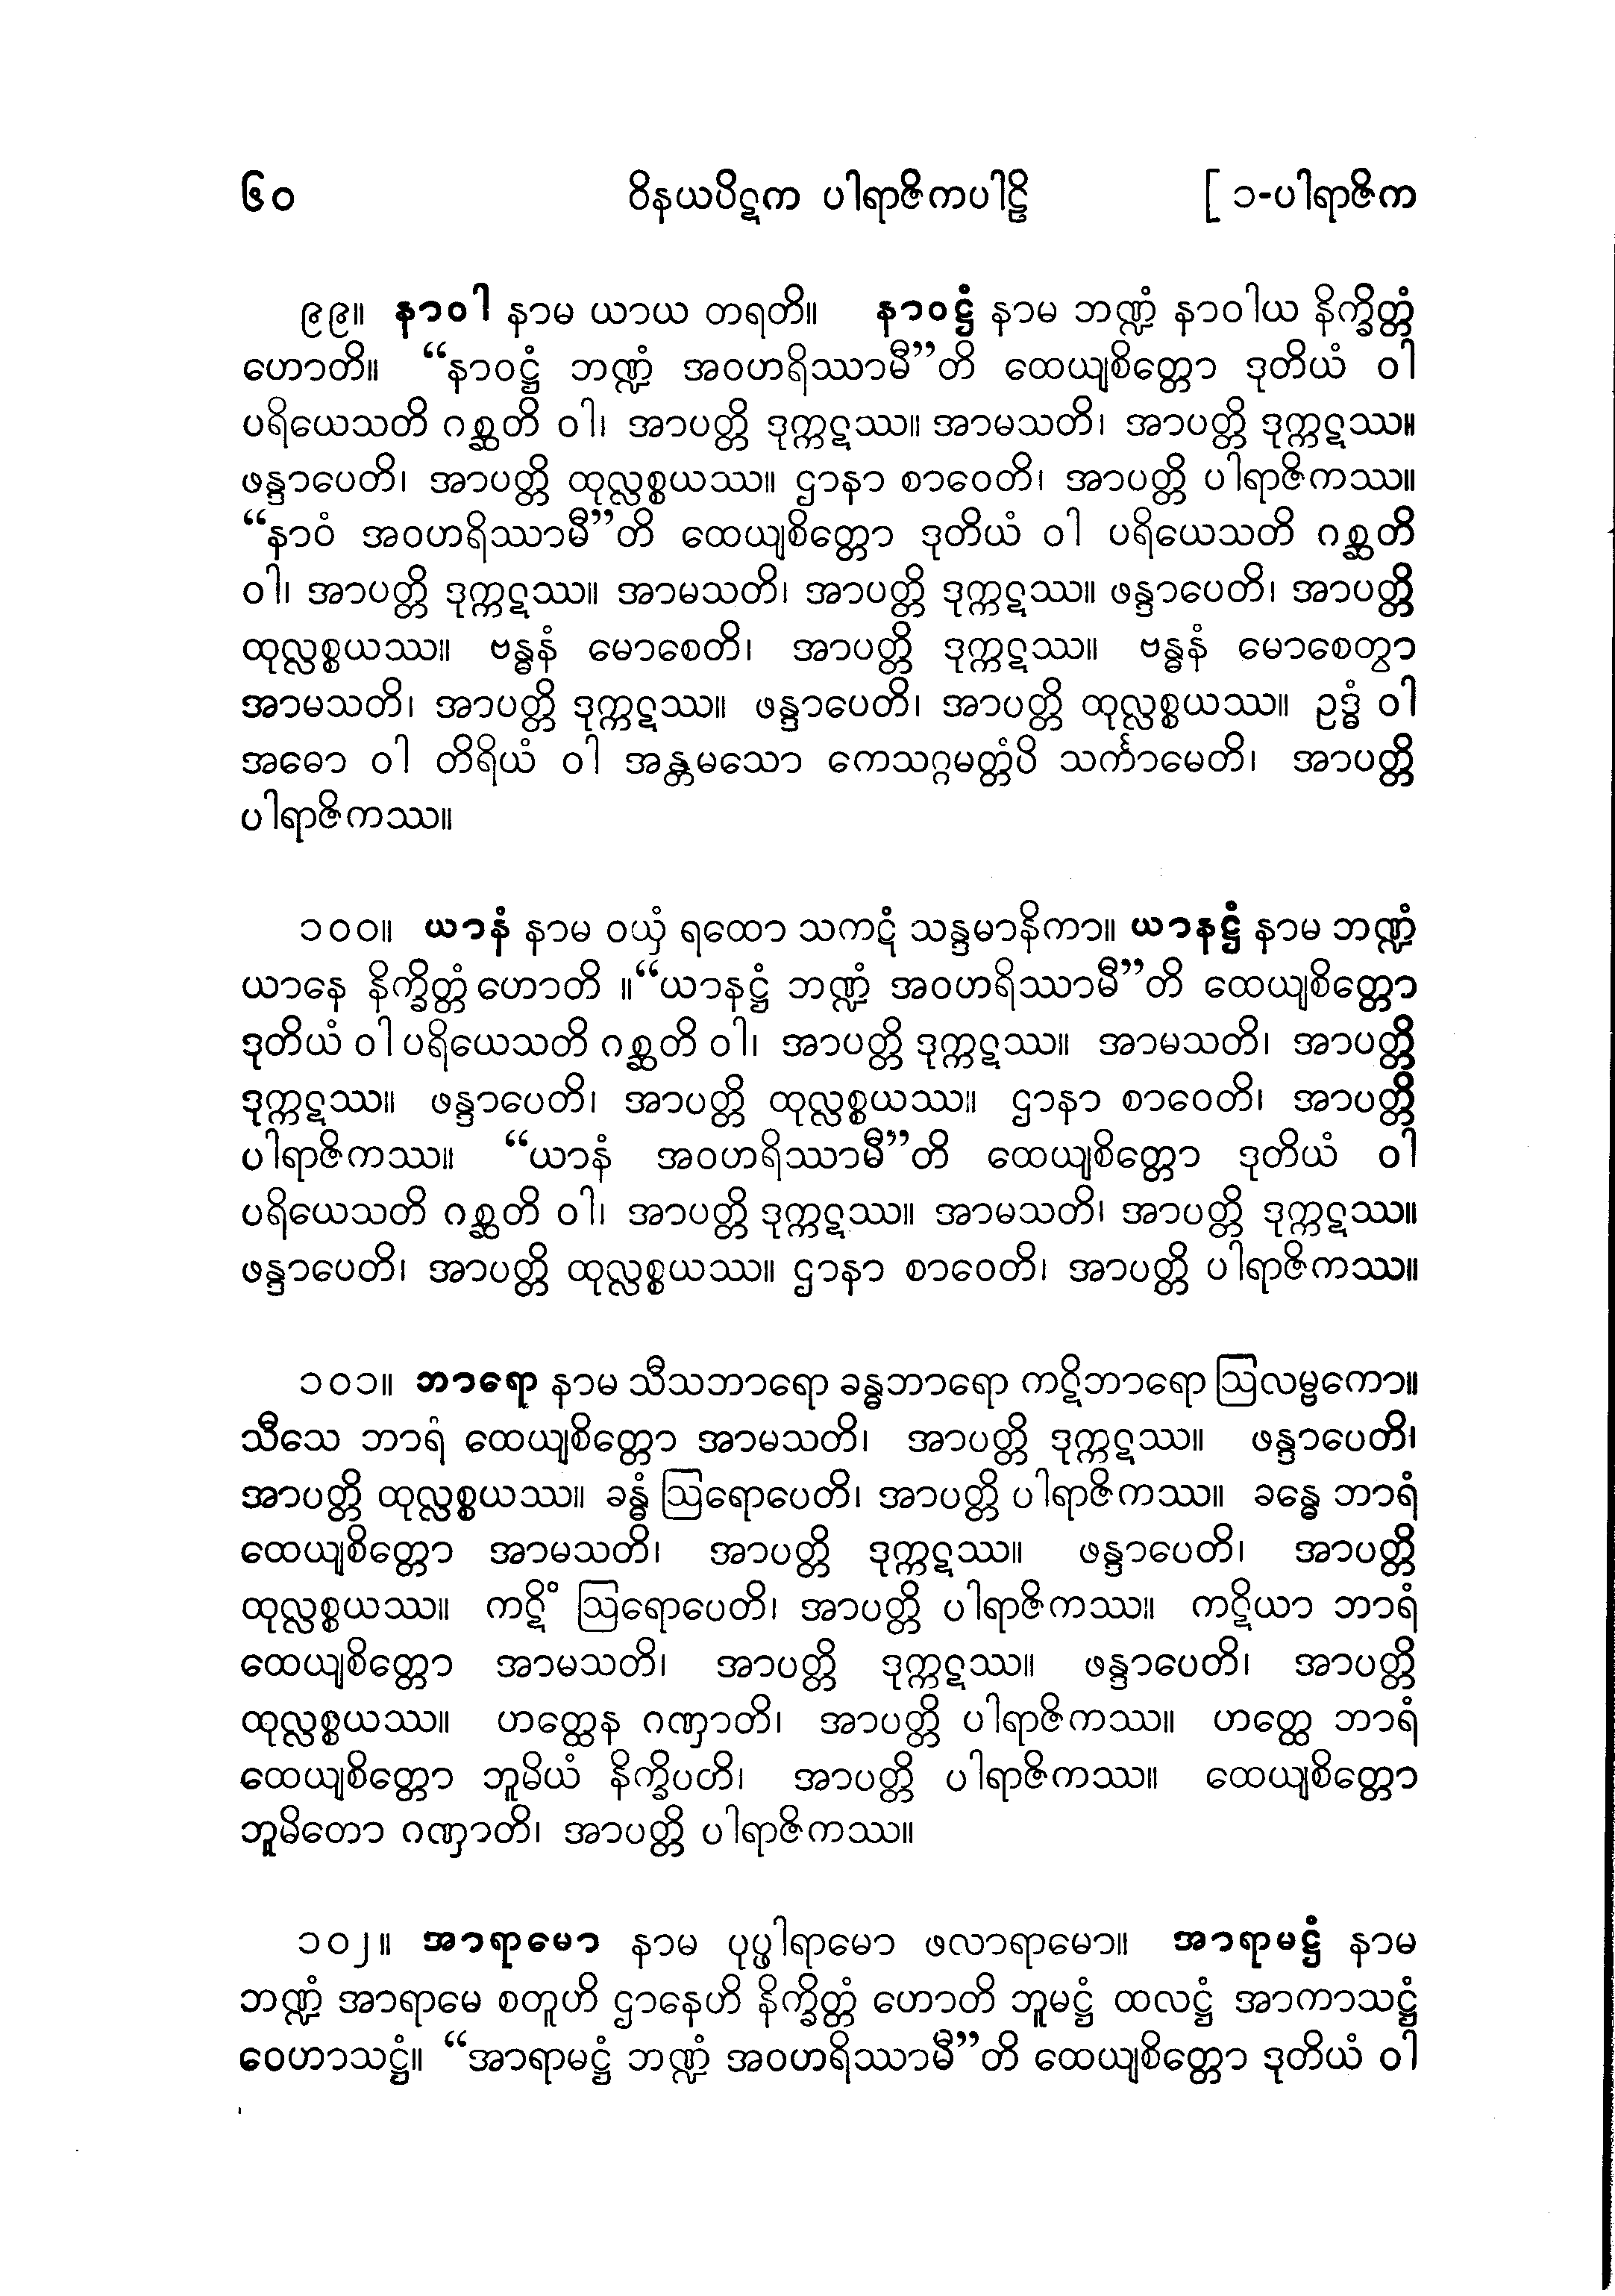 ၆၀ ဝိနယပိဋက ပါရာဇိကပါဠိ [ ၁-ပါရာဇိက
၉၉။ နာဝါ နာမ ယာယ တရတိ။ နာဝဋ္ဌံ နာမ ဘဏ္ဍံ နာဝါယ နိက္ခိတ္တံ
ဟောတိ။ “နာဝဋ္ဌံ ဘဏ္ဍံ အဝဟရိဿာမီ”တိ ထေယျစိတ္တော ဒုတိယံ ဝါ
ပရိယေသတိ ဂစ္ဆတိ ဝါ၊ အာပတ္တိ ဒုက္ကဋဿ။ အာမသတိ၊ အာပတ္တိ ဒုက္ကဋဿ။
ဖန္ဒာပေတိ၊ အာပတ္တိ ထုလ္လစ္စယဿ။ ဌာနာ စာဝေတိ၊ အာပတ္တိ ပါရာဇိကဿ။
“နာဝံ အဝဟရိဿာမီ”တိ ထေယျစိတ္တော ဒုတိယံ ဝါ ပရိယေသတိ ဂစ္ဆတိ
ဝါ၊ အာပတ္တိ ဒုက္ကဋဿ။ အာမသတိ၊ အာပတ္တိ ဒုက္ကဋဿ။ ဖန္ဒာပေတိ၊ အာပတ္တိ
ထုလ္လစ္စယဿ။ ဗန္ဓနံ မောစေတိ၊ အာပတ္တိ ဒုက္ကဋဿ။ ဗန္ဓနံ မောစေတွာ
အာမသတိ၊ အာပတ္တိ ဒုက္ကဋဿ။ ဖန္ဒာပေတိ၊ အာပတ္တိ ထုလ္လစ္စယဿ။ ဥဒ္ဓံ ဝါ
အဓော ဝါ တိရိယံ ဝါ အန္တမသော ကေသဂ္ဂမတ္တံပိ သင်္ကာမေတိ၊ အာပတ္တိ
ပါရာဇိကဿ။
၁၀၀။ ယာနံ နာမ ဝယှံ ရထော သကဋံ သန္ဒမာနိကာ။ ယာနဋ္ဌံ နာမ ဘဏ္ဍံ
ယာနေ နိက္ခိတ္တံ ဟောတိ ။“ယာနဋ္ဌံ ဘဏ္ဍံ အဝဟရိဿာမီ”တိ ထေယျစိတ္တော
ဒုတိယံ ဝါ ပရိယေသတိ ဂစ္ဆတိ ဝါ၊ အာပတ္တိ ဒုက္ကဋဿ။ အာမသတိ၊ အာပတ္တိ
ဒုက္ကဋဿ။ ဖန္ဒာပေတိ၊ အာပတ္တိ ထုလ္လစ္စယဿ။ ဌာနာ စာဝေတိ၊ အာပတ္တိ
ပါရာဇိကဿ။ “ယာနံ အဝဟရိဿာမီ”တိ ထေယျစိတ္တော ဒုတိယံ ဝါ
ပရိယေသတိ ဂစ္ဆတိ ဝါ၊ အာပတ္တိ ဒုက္ကဋဿ။ အာမသတိ၊ အာပတ္တိ ဒုက္ကဋဿ။
ဖန္ဒာပေတိ၊ အာပတ္တိ ထုလ္လစ္စယဿ။ ဌာနာ စာဝေတိ၊ အာပတ္တိ ပါရာဇိကဿ။
၁၀၁။ ဘာရော နာမ သီသဘာရော ခန္ဓဘာရော ကဋိဘာရော ဩလမ္ဗကော။
သီသေ ဘာရံ ထေယျစိတ္တော အာမသတိ၊ အာပတ္တိ ဒုက္ကဋဿ။ ဖန္ဒာပေတိ၊
အာပတ္တိ ထုလ္လစ္စယဿ။ ခန္ဓံ ဩရောပေတိ၊ အာပတ္တိ ပါရာဇိကဿ။ ခန္ဓေ ဘာရံ
ထေယျစိတ္တော အာမသတိ၊ အာပတ္တိ ဒုက္ကဋဿ။ ဖန္ဒာပေတိ၊ အာပတ္တိ
ထုလ္လစ္စယဿ။ ကဋိံ ဩရောပေတိ၊ အာပတ္တိ ပါရာဇိကဿ။ ကဋိယာ ဘာရံ
ထေယျစိတ္တော အာမသတိ၊ အာပတ္တိ ဒုက္ကဋဿ။ ဖန္ဒာပေတိ၊ အာပတ္တိ
ထုလ္လစ္စယဿ။ ဟတ္ထေန ဂဏှာတိ၊ အာပတ္တိ ပါရာဇိကဿ။ ဟတ္ထေ ဘာရံ
ထေယျစိတ္တော ဘူမိယံ နိက္ခိပတိ၊ အာပတ္တိ ပါရာဇိကဿ။ ထေယျစိတ္တော
ဘူမိတော ဂဏှာတိ၊ အာပတ္တိ ပါရာဇိကဿ။
၁၀၂။ အာရာမော နာမ ပုပ္ဖါရာမော ဖလာရာမော။ အာရာမဋ္ဌံ နာမ
ဘဏ္ဍံ အာရာမေ စတူဟိ ဌာနေဟိ နိက္ခိတ္တံ ဟောတိ ဘူမဋ္ဌံ ထလဋ္ဌံ အာကာသဋ္ဌံ
ဝေဟာသဋ္ဌံ။ “အာရာမဋ္ဌံ ဘဏ္ဍံ အဝဟရိဿာမီ”တိ ထေယျစိတ္တော ဒုတိယံ ဝါ